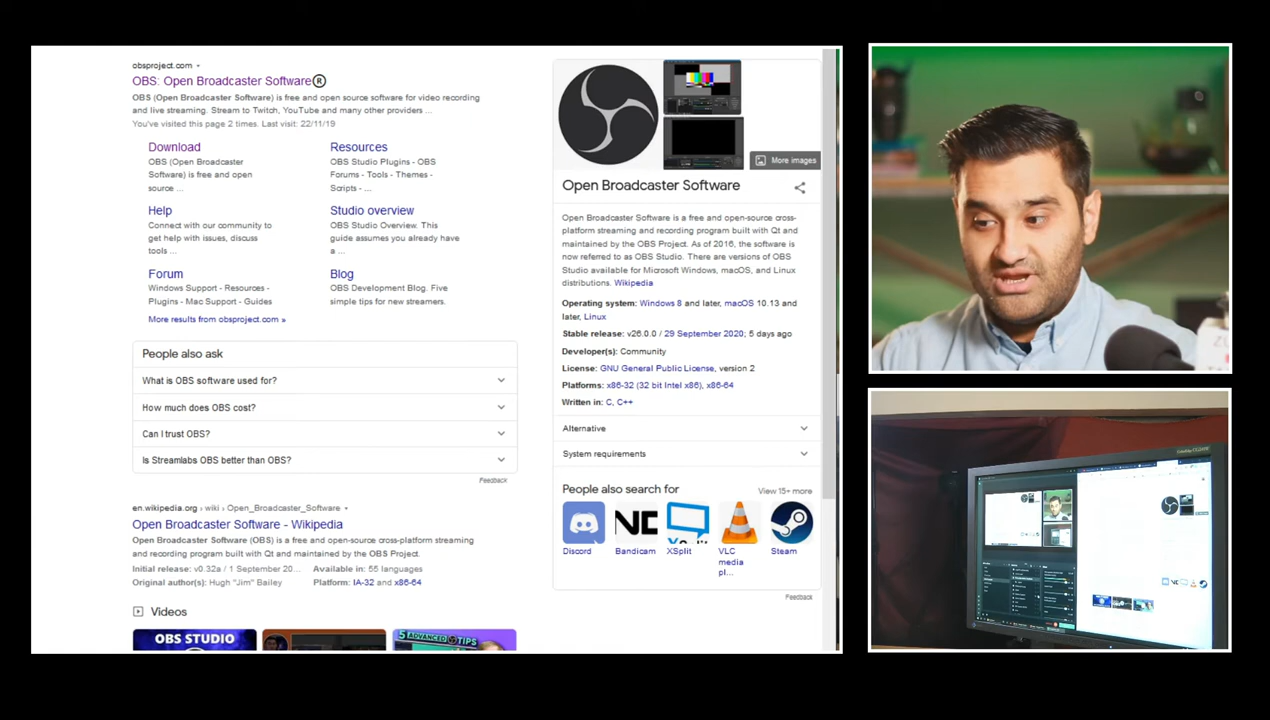 obsproject.com
OBS: Open Broadcaster Software®
OBS (Open Broadcaster Software) is free and open source software for video recording
and live streaming. Stream to Twitch, YouTube and many other providers ...
You've visited this page 2 times. Last visit: 22/11/19
Download
OBS (Open Broadcaster
Software) is free and open
source ...
Resources
OBS Studio Plugins - OBS
Forums - Tools - Themes -
Scripts - ...
Help
Connect with our community to
get help with issues, discuss
tools ...
Studio overview
OBS Studio Overview. This
guide assumes you already have
a ...
Forum
Windows Support - Resources -
Plugins - Mac Support - Guides
Blog
OBS Development Blog. Five
simple tips for new streamers.
More results from obsproject.com »
People also ask
What is OBS software used for?
How much does OBS cost?
Can I trust OBS?
Is Streamlabs OBS better than OBS?
Feedback
en.wikipedia.org › wiki › Open_Broadcaster_Software
Open Broadcaster Software - Wikipedia
Open Broadcaster Software (OBS) is a free and open-source cross-platform streaming
and recording program built with Qt and maintained by the OBS Project.
Initial release: v0.32a / 1 September 20...
Available in: 55 languages
Original author(s): Hugh "Jim" Bailey
Platform: IA-32 and x86-64
Videos
OBS STUDIO
5 ADVANCED TIPS
More images
Open Broadcaster Software
Open Broadcaster Software is a free and open-source cross-
platform streaming and recording program built with Qt and
maintained by the OBS Project. As of 2016, the software is
now referred to as OBS Studio. There are versions of OBS
Studio available for Microsoft Windows, macOS, and Linux
distributions. Wikipedia
Operating system: Windows 8 and later, macOS 10.13 and
later, Linux
Stable release: v26.0.0 / 29 September 2020; 5 days ago
Developer(s): Community
License: GNU General Public License, version 2
Platforms: x86-32 (32 bit Intel x86), x86-64
Written in: C, C++
Alternative
System requirements
People also search for
View 15+ more
Discord
Bandicam
XSplit
VLC
media
pl...
Steam
Feedback